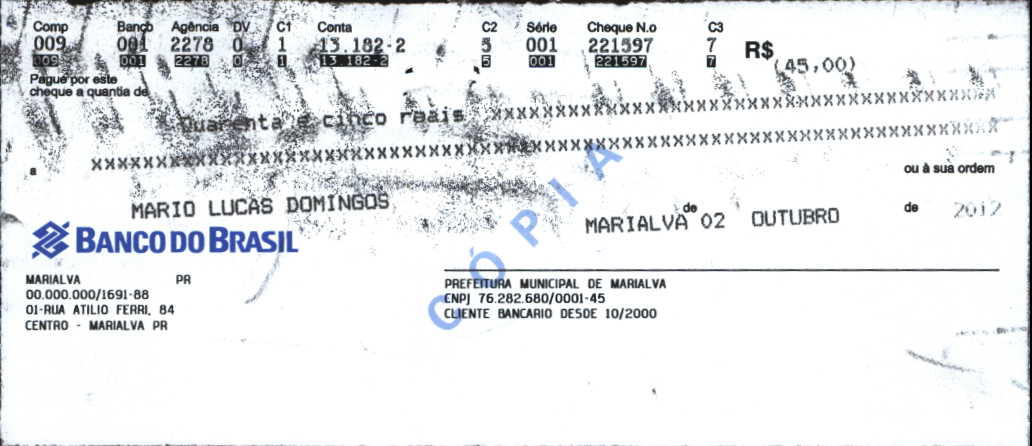 Comp Banco Agência DV C1 Conta C2 Série Cheque N.o C3
009 001 2278 0 1 13.182-2 5 001 221597 7 R$ (45,00)
009 001 2278 0 1 13.182-2 5 001 221597 7
Pague por este
cheque a quantia de
Quarenta e cinco reais XXXXXXXXXXXXXXXXXXXXXXXXXXXXXXXXXXXXXXXXX
XXXXXXXXXXXXXXXXXXXXXXXXXXXXXXXXXXXXXXXXXXXXXXXXXXXXXXXXXXXXXXXXXXXXXX
a ou à sua ordem
MARIO LUCAS DOMINGOS
MARIALVA 02 de OUTUBRO de 2012
BANCO DO BRASIL
CÓPIA
MARIALVA PR
00.000.000/1691-88
01-RUA ATILIO FERRI, 84
CENTRO - MARIALVA PR
PREFEITURA MUNICIPAL DE MARIALVA
CNPJ 76.282.680/0001-45
CLIENTE BANCARIO DESDE 10/2000